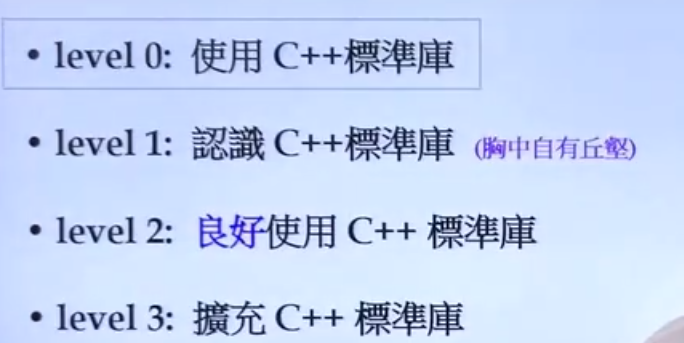 • level 0: 使用 C++標準庫
• level 1: 認識 C++標準庫 (胸中自有丘壑)
• level 2: 良好使用 C++ 標準庫
• level 3: 擴充 C++ 標準庫